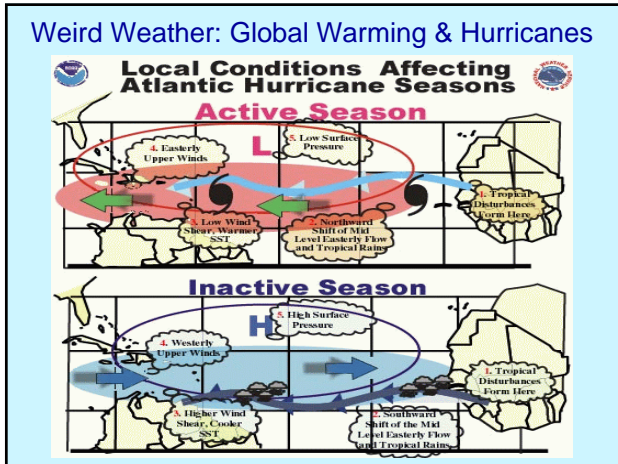 Weird Weather: Global Warming & Hurricanes
Local Conditions Affecting
Atlantic Hurricane Seasons
Active Season
4. Easterly
Upper Winds
L
5. Low Surface
Pressure
1. Tropical
Disturbances
Form Here
3. Low Wind
Shear, Warmer
SST
2. Northward
Shift of Mid
Level Easterly Flow
and Tropical Rains
Inactive Season
4. Westerly
Upper Winds
H
5. High Surface
Pressure
1. Tropical
Disturbances
Form Here
3. Higher Wind
Shear, Cooler
SST
2. Southward
Shift of the Mid
Level Easterly Flow
and Tropical Rains